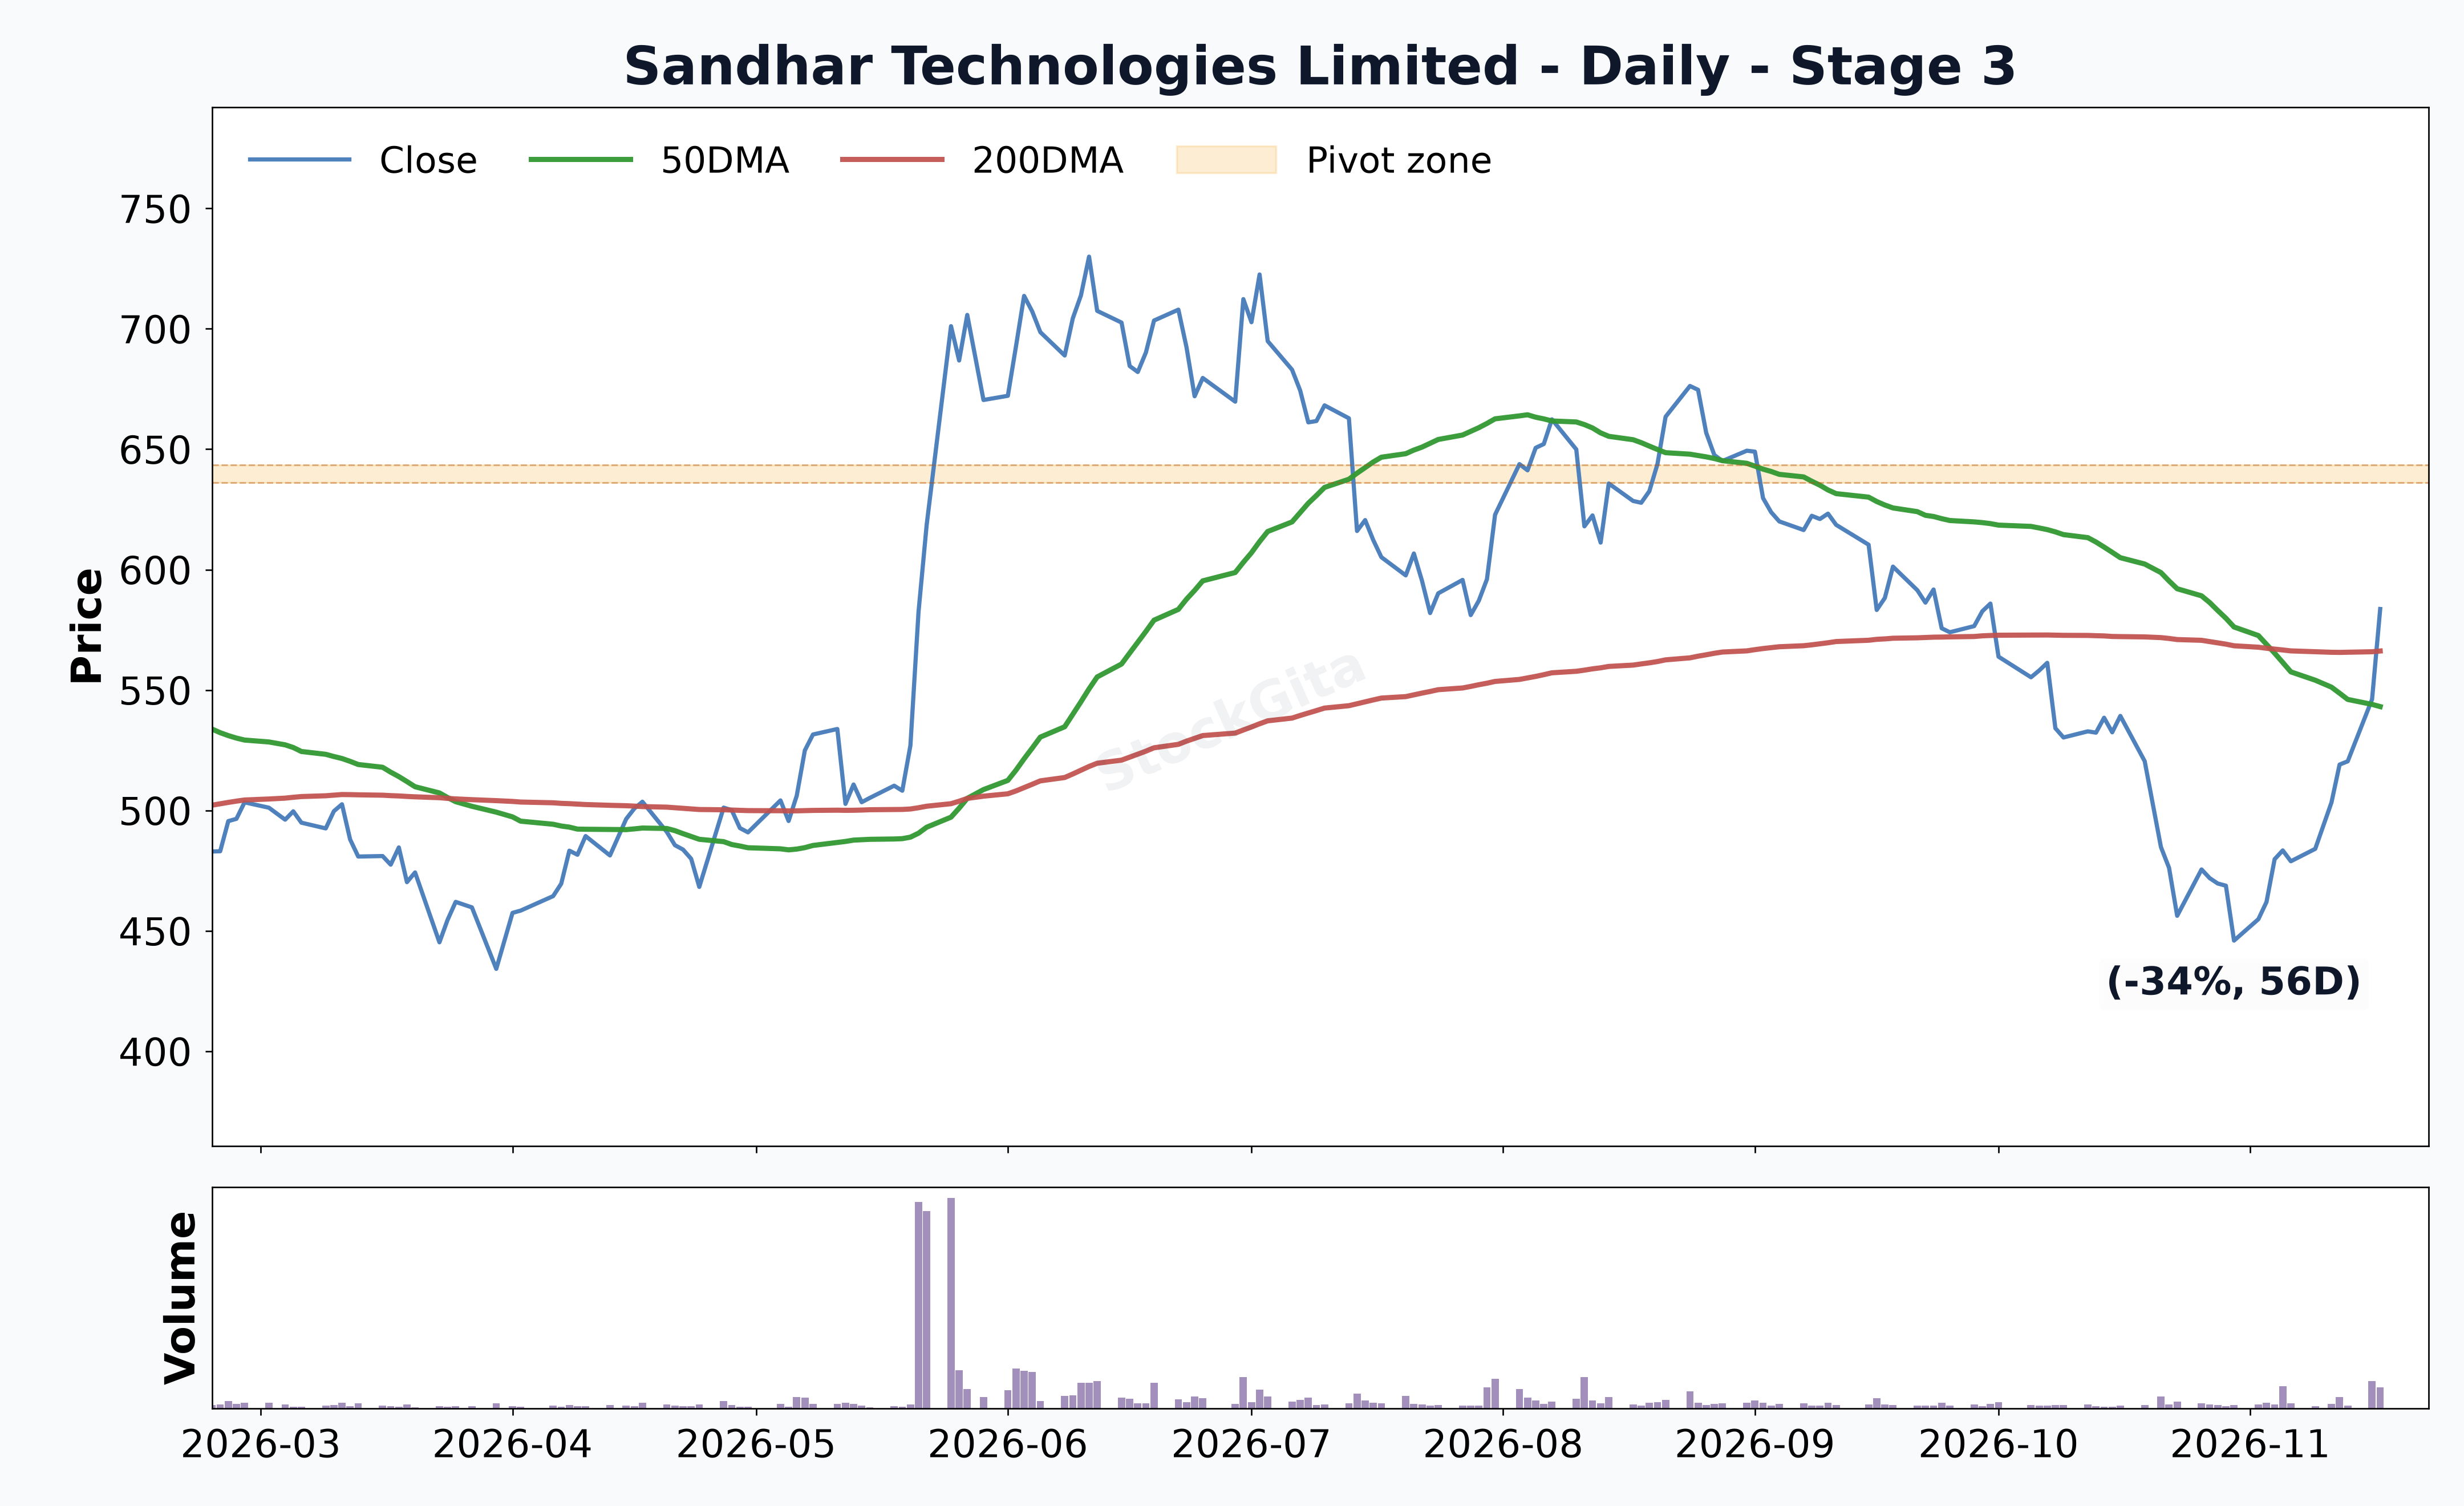 Sandhar Technologies Limited - Daily - Stage 3
Close 50DMA 200DMA Pivot zone
Price
750
700
650
600
550
500
450
400
StockGita
(-34%, 56D)
Volume
2026-03 2026-04 2026-05 2026-06 2026-07 2026-08 2026-09 2026-10 2026-11